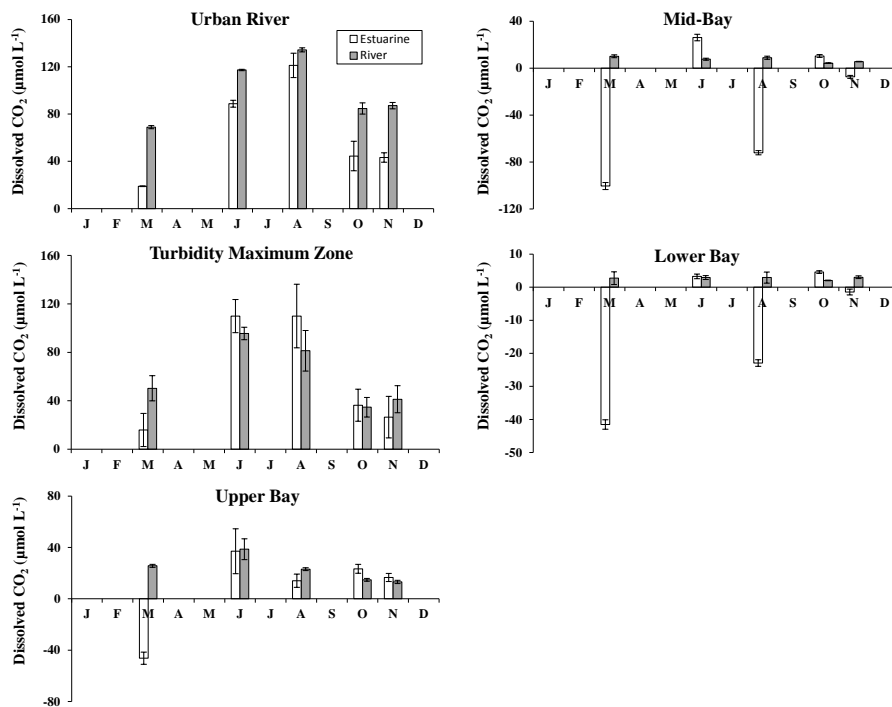 Urban River
Dissolved CO₂ (µmol L⁻¹)
160
120
80
40
0
Estuarine
River
J F M A M J J A S O N D
Mid-Bay
Dissolved CO₂ (µmol L⁻¹)
40
0
-40
-80
-120
J F M A M J J A S O N D
Turbidity Maximum Zone
Dissolved CO₂ (µmol L⁻¹)
160
120
80
40
0
J F M A M J J A S O N D
Lower Bay
Dissolved CO₂ (µmol L⁻¹)
10
0
-10
-20
-30
-40
-50
J F M A M J J A S O N D
Upper Bay
Dissolved CO₂ (µmol L⁻¹)
80
40
0
-40
-80
J F M A M J J A S O N D